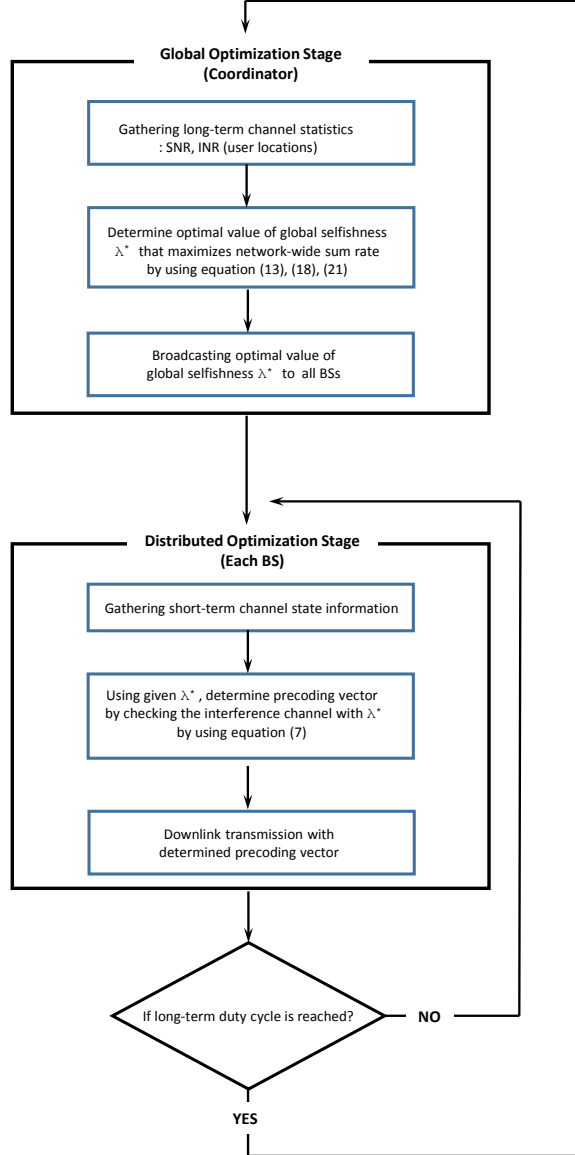 Global Optimization Stage
(Coordinator)
Gathering long-term channel statistics
: SNR, INR (user locations)
Determine optimal value of global selfishness
λ* that maximizes network-wide sum rate
by using equation (13), (18), (21)
Broadcasting optimal value of
global selfishness λ* to all BSs
Distributed Optimization Stage
(Each BS)
Gathering short-term channel state information
Using given λ*, determine precoding vector
by checking the interference channel with λ*
by using equation (7)
Downlink transmission with
determined precoding vector
If long-term duty cycle is reached?
NO
YES